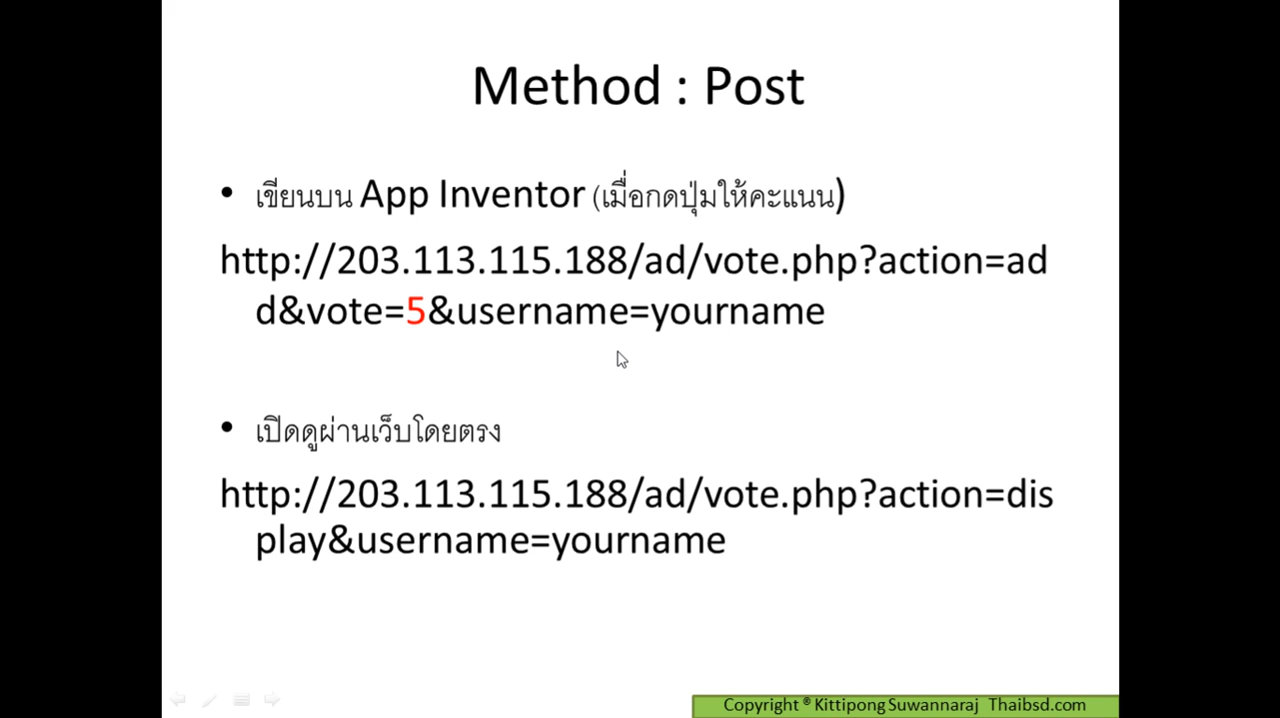 Method : Post
• เขียนบน App Inventor (เมื่อกดปุ่มให้คะแนน)
http://203.113.115.188/ad/vote.php?action=ad
d&vote=5&username=yourname
• เปิดดูผ่านเว็บโดยตรง
http://203.113.115.188/ad/vote.php?action=dis
play&username=yourname
Copyright ® Kittipong Suwannaraj Thaibsd.com